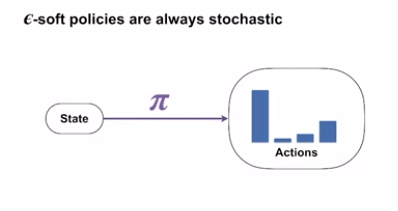 ϵ-soft policies are always stochastic
π
State
Actions